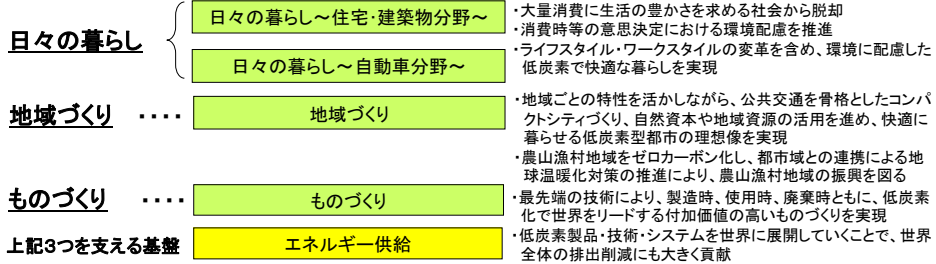 日々の暮らし
日々の暮らし～住宅・建築物分野～
日々の暮らし～自動車分野～
・大量消費に生活の豊かさを求める社会から脱却
・消費時等の意思決定における環境配慮を推進
・ライフスタイル・ワークスタイルの変革を含め、環境に配慮した
低炭素で快適な暮らしを実現
地域づくり ････
地域づくり
・地域ごとの特性を活かしながら、公共交通を骨格としたコンパ
クトシティづくり、自然資本や地域資源の活用を進め、快適に
暮らせる低炭素型都市の理想像を実現
・農山漁村地域をゼロカーボン化し、都市域との連携による地
球温暖化対策の推進により、農山漁村地域の振興を図る
ものづくり ････
ものづくり
・最先端の技術により、製造時、使用時、廃棄時ともに、低炭素
化で世界をリードする付加価値の高いものづくりを実現
・低炭素製品・技術・システムを世界に展開していくことで、世界
全体の排出削減にも大きく貢献
上記３つを支える基盤
エネルギー供給